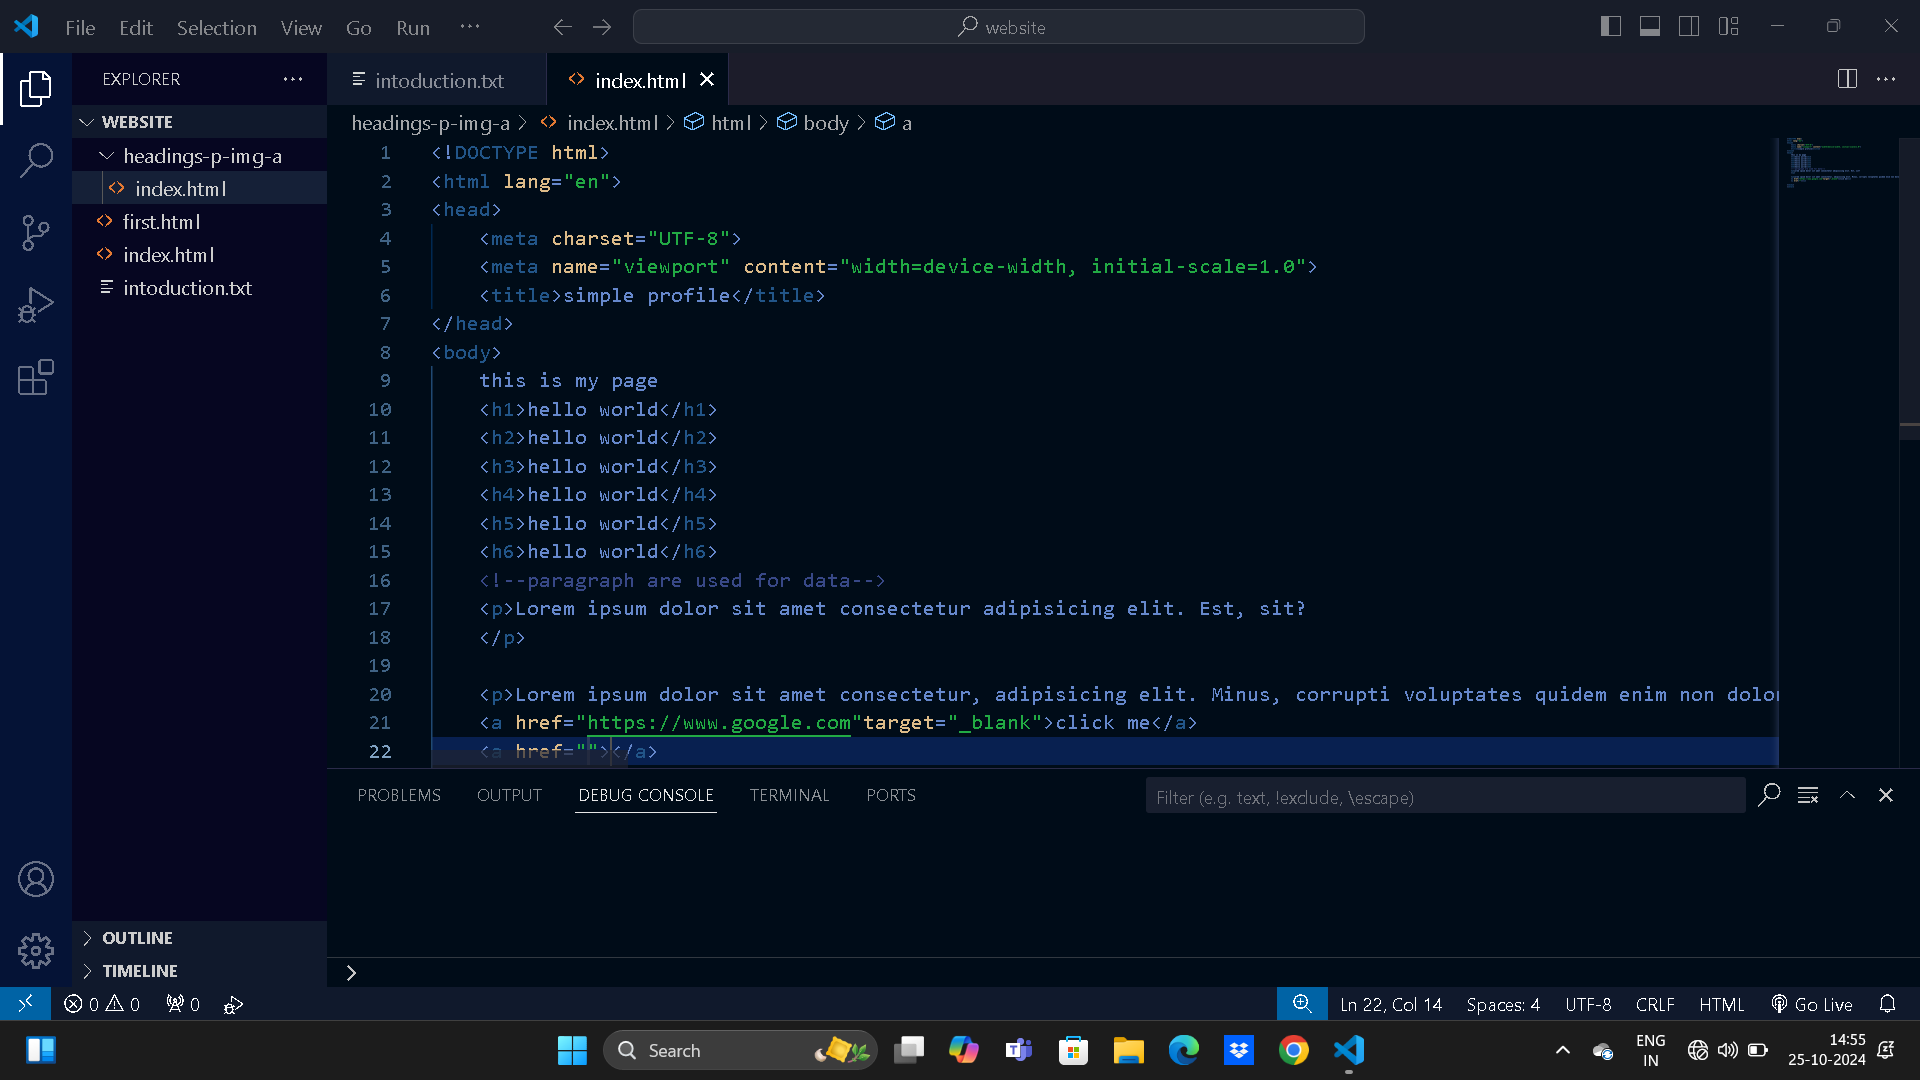 File Edit Selection View Go Run ··· website
EXPLORER ···
WEBSITE
headings-p-img-a
index.html
first.html
index.html
intoduction.txt
OUTLINE
TIMELINE
intoduction.txt index.html
headings-p-img-a > index.html > html > body > a
1 <!DOCTYPE html>
2 <html lang="en">
3 <head>
4 <meta charset="UTF-8">
5 <meta name="viewport" content="width=device-width, initial-scale=1.0">
6 <title>simple profile</title>
7 </head>
8 <body>
9 this is my page
10 <h1>hello world</h1>
11 <h2>hello world</h2>
12 <h3>hello world</h3>
13 <h4>hello world</h4>
14 <h5>hello world</h5>
15 <h6>hello world</h6>
16 <!--paragraph are used for data-->
17 <p>Lorem ipsum dolor sit amet consectetur adipisicing elit. Est, sit?
18 </p>
19
20 <p>Lorem ipsum dolor sit amet consectetur, adipisicing elit. Minus, corrupti voluptates quidem enim non dolor
21 <a href="https://www.google.com"target="_blank">click me</a>
22 <a href=""></a>
PROBLEMS OUTPUT DEBUG CONSOLE TERMINAL PORTS Filter (e.g. text, !exclude, \escape)
0 0 0 Ln 22, Col 14 Spaces: 4 UTF-8 CRLF HTML Go Live
Search
ENG
IN
14:55
25-10-2024